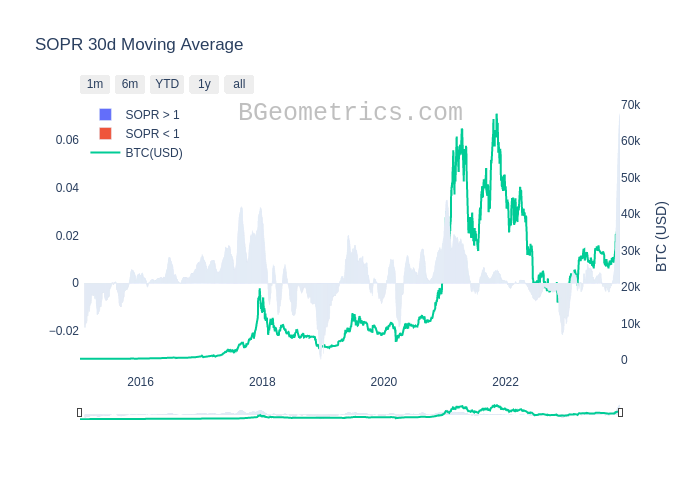 SOPR 30d Moving Average
1m 6m YTD 1y all
BGeometrics.com
SOPR > 1
SOPR < 1
BTC(USD)
0.06
0.04
0.02
0
−0.02
70k
60k
50k
40k
30k
20k
10k
0
BTC (USD)
2016 2018 2020 2022